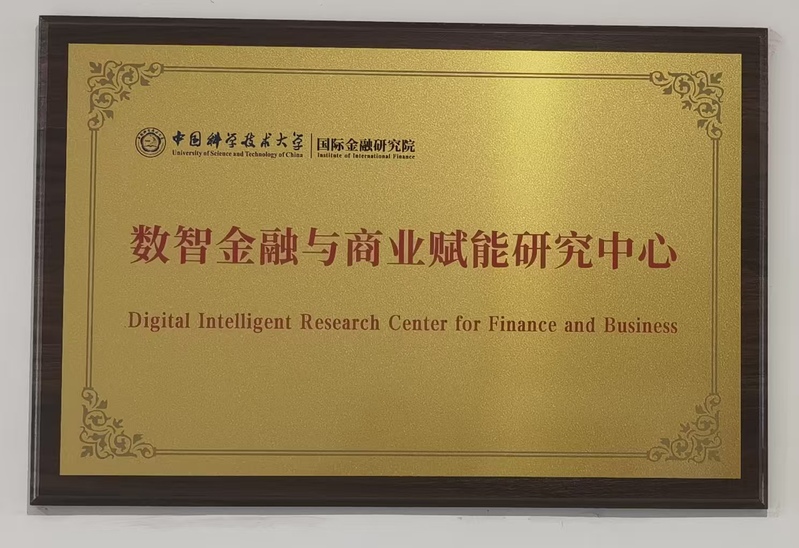 中国科学技术大学 国际金融研究院
University of Science and Technology of China Institute of International Finance
数智金融与商业赋能研究中心
Digital Intelligent Research Center for Finance and Business